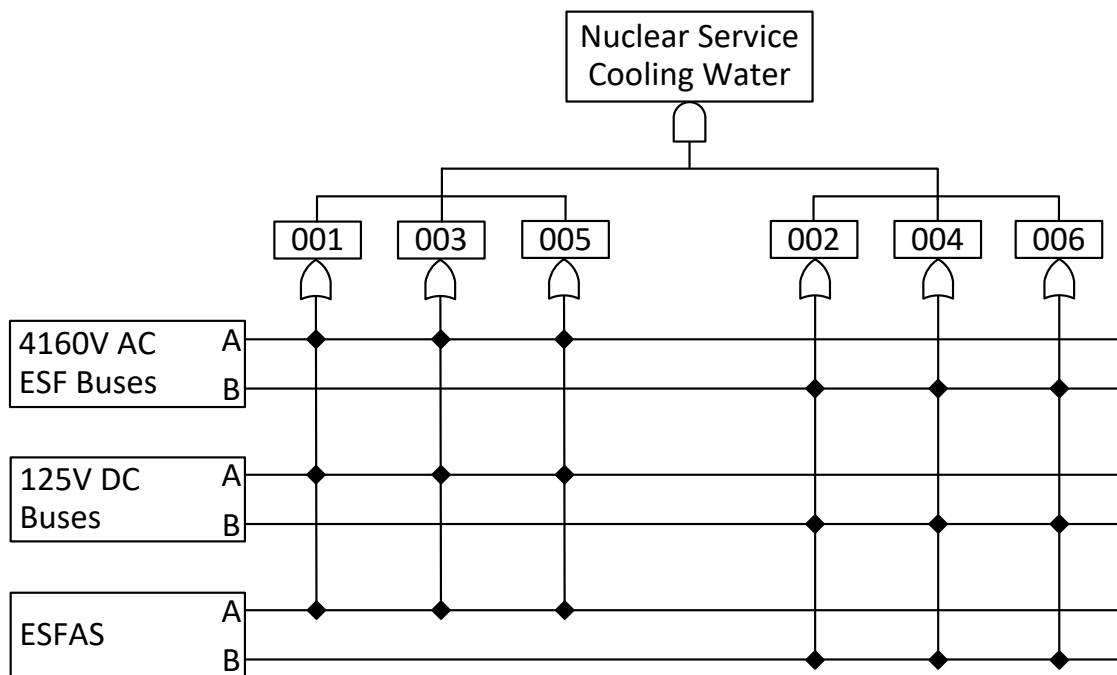 Nuclear Service
Cooling Water
001 003 005 002 004 006
4160V AC A
ESF Buses B
125V DC A
Buses B
ESFAS A
B